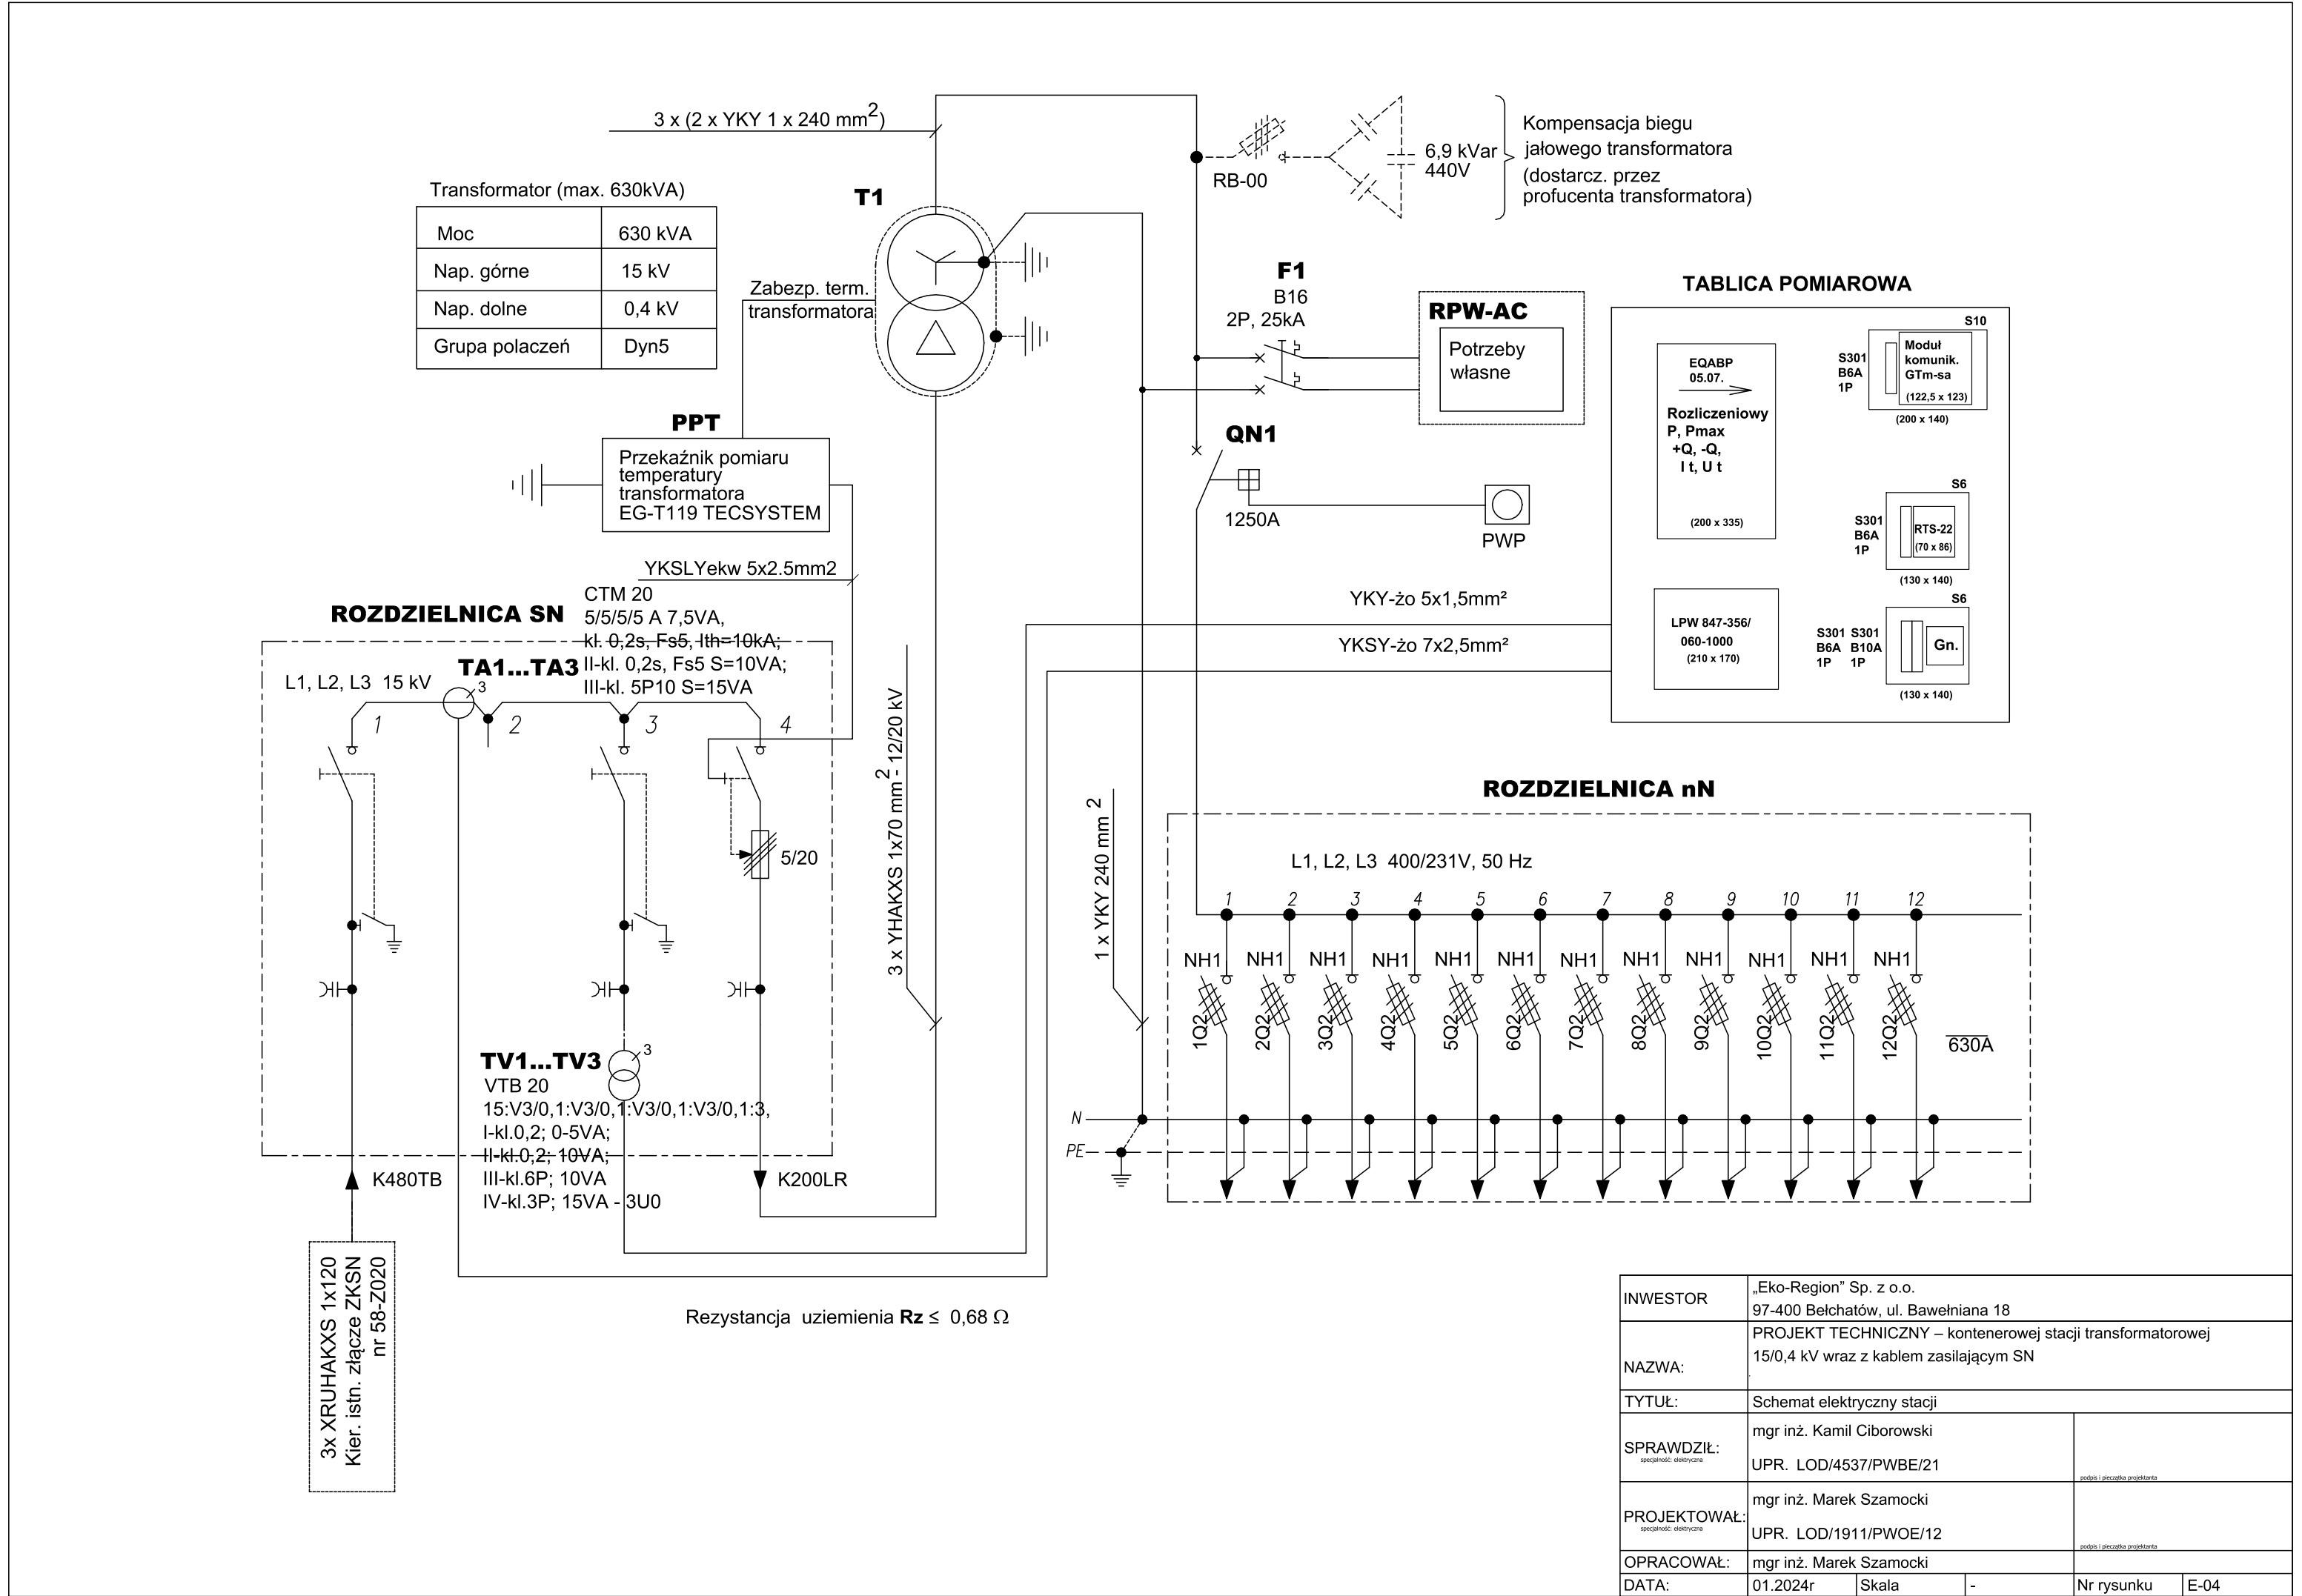 3 x (2 x YKY 1 x 240 mm2)
Transformator (max. 630kVA)
Moc 630 kVA
Nap. górne 15 kV
Nap. dolne 0,4 kV
Grupa polaczeń Dyn5
T1
Zabezp. term.
transformatora
RB-00
6,9 kVar
440V
Kompensacja biegu
jałowego transformatora
(dostarcz. przez
profucenta transformatora)
F1
B16
2P, 25kA
RPW-AC
Potrzeby
własne
QN1
1250A
PWP
PPT
Przekaźnik pomiaru
temperatury
transformatora
EG-T119 TECSYSTEM
YKSLYekw 5x2.5mm2
TABLICA POMIAROWA
EQABP
05.07.
Rozliczeniowy
P, Pmax
+Q, -Q,
I t, U t
(200 x 335)
S10
S301
B6A
1P
Moduł
komunik.
GTm-sa
(122,5 x 123)
(200 x 140)
S6
S301
B6A
1P
RTS-22
(70 x 86)
(130 x 140)
LPW 847-356/
060-1000
(210 x 170)
S6
S301 S301
B6A B10A
1P 1P
Gn.
(130 x 140)
YKY-żo 5x1,5mm²
YKSY-żo 7x2,5mm²
ROZDZIELNICA SN
CTM 20
5/5/5/5 A 7,5VA,
kl. 0,2s, Fs5, Ith=10kA;
II-kl. 0,2s, Fs5 S=10VA;
III-kl. 5P10 S=15VA
TA1...TA3
L1, L2, L3 15 kV
3
1 2 3 4
5/20
3 x YHAKXS 1x70 mm2 - 12/20 kV
TV1...TV3
3
VTB 20
15:V3/0,1:V3/0,1:V3/0,1:V3/0,1:3,
I-kl.0,2; 0-5VA;
II-kl.0,2; 10VA;
III-kl.6P; 10VA
IV-kl.3P; 15VA - 3U0
K480TB
K200LR
3x XRUHAKXS 1x120
Kier. istn. złącze ZKSN
nr 58-Z020
Rezystancja uziemienia Rz ≤ 0,68 Ω
1 x YKY 240 mm 2
ROZDZIELNICA nN
L1, L2, L3 400/231V, 50 Hz
1 2 3 4 5 6 7 8 9 10 11 12
NH1 NH1 NH1 NH1 NH1 NH1 NH1 NH1 NH1 NH1 NH1 NH1
1Q2 2Q2 3Q2 4Q2 5Q2 6Q2 7Q2 8Q2 9Q2 10Q2 11Q2 12Q2
630A
N
PE
INWESTOR
„Eko-Region” Sp. z o.o.
97-400 Bełchatów, ul. Bawełniana 18
NAZWA:
PROJEKT TECHNICZNY – kontenerowej stacji transformatorowej
15/0,4 kV wraz z kablem zasilającym SN
TYTUŁ: Schemat elektryczny stacji
SPRAWDZIŁ:
specjalność: elektryczna
mgr inż. Kamil Ciborowski
UPR. LOD/4537/PWBE/21
podpis i pieczątka projektanta
PROJEKTOWAŁ:
specjalność: elektryczna
mgr inż. Marek Szamocki
UPR. LOD/1911/PWOE/12
podpis i pieczątka projektanta
OPRACOWAŁ: mgr inż. Marek Szamocki
DATA: 01.2024r Skala - Nr rysunku E-04